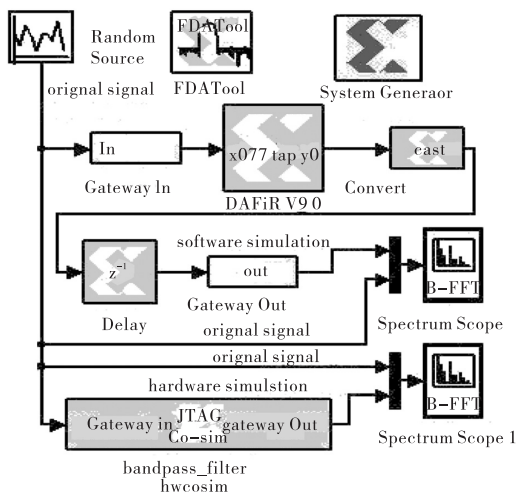 Random
Source
FDATool
FDATool
System Generaor
orignal signal
In
Gateway In
x077 tap y0
DAFiR V9 0
cast
Convert
z⁻¹
Delay
software simulation
out
Gateway Out
orignal signal
B-FFT
Spectrum Scope
orignal signal
hardware simulstion
Gateway in JTAG gateway Out
Co-sim
bandpass_filter
hwcosim
B-FFT
Spectrum Scope 1